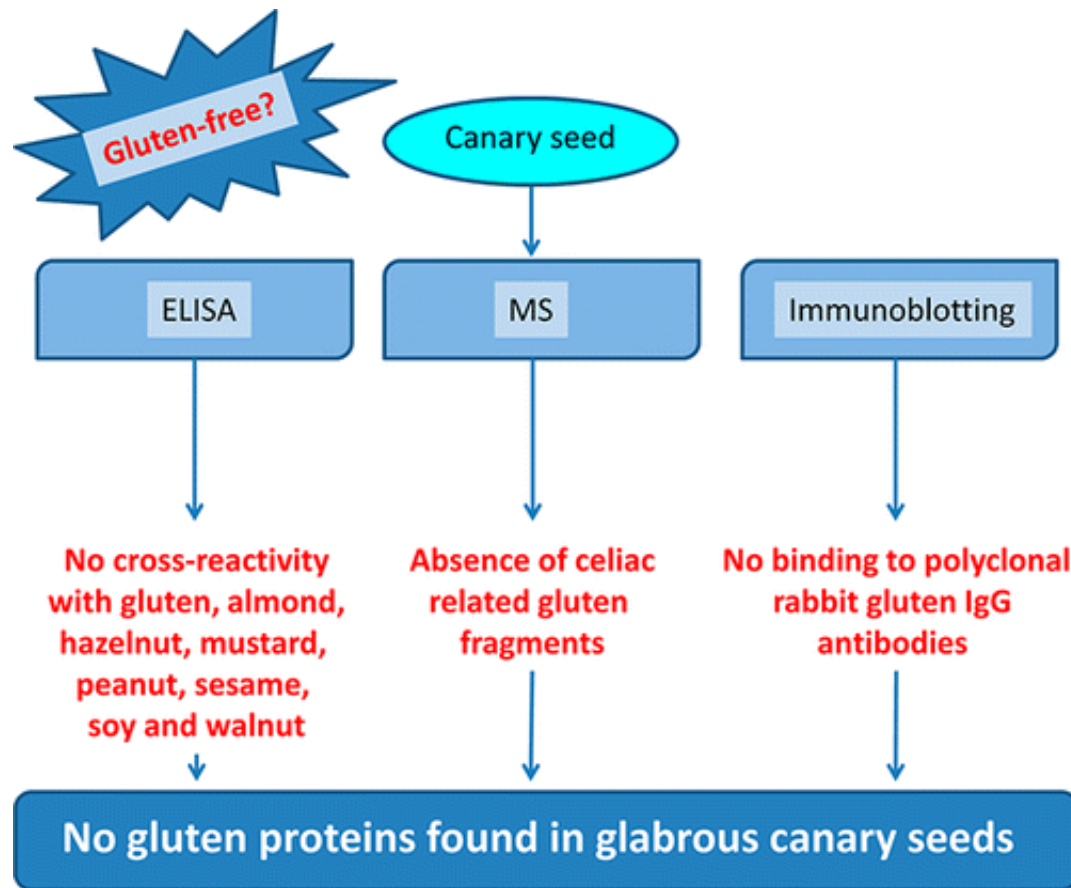 Gluten-free?
Canary seed
ELISA
MS
Immunoblotting
No cross-reactivity
with gluten, almond,
hazelnut, mustard,
peanut, sesame,
soy and walnut
Absence of celiac
related gluten
fragments
No binding to polyclonal
rabbit gluten IgG
antibodies
No gluten proteins found in glabrous canary seeds